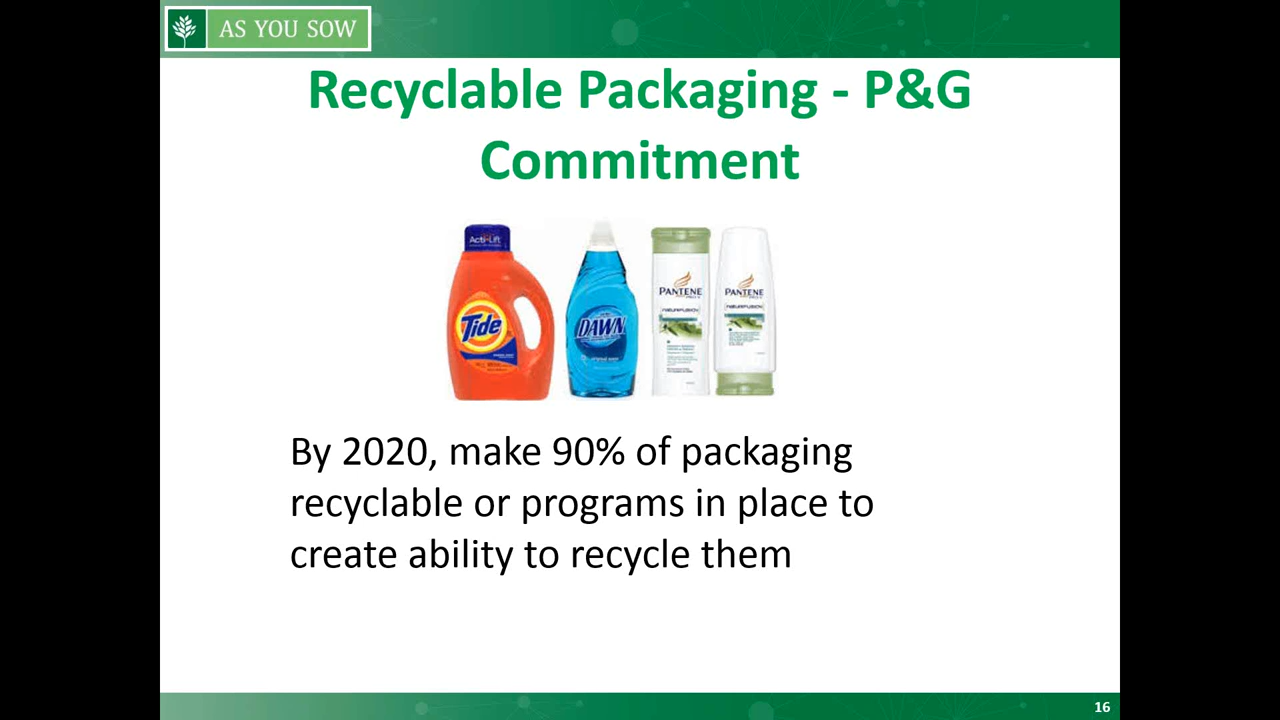 AS YOU SOW
Recyclable Packaging - P&G
Commitment
Acti-Lift
Tide
DAWN
PANTENE
PANTENE
By 2020, make 90% of packaging
recyclable or programs in place to
create ability to recycle them
16